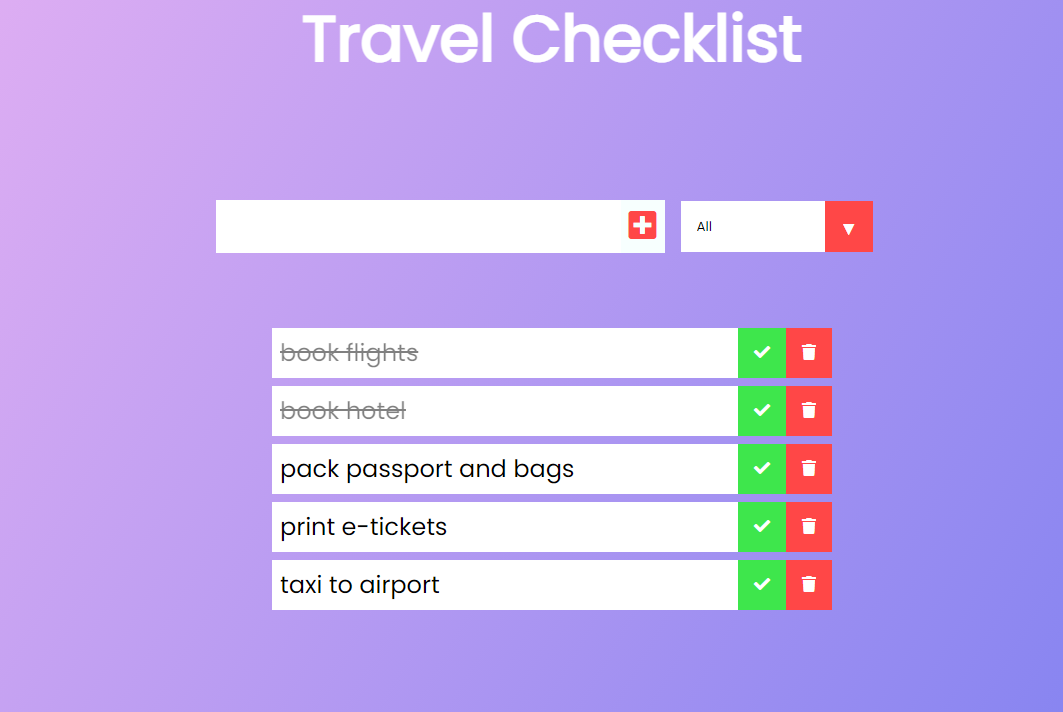 Travel Checklist
All
book flights
book hotel
pack passport and bags
print e-tickets
taxi to airport